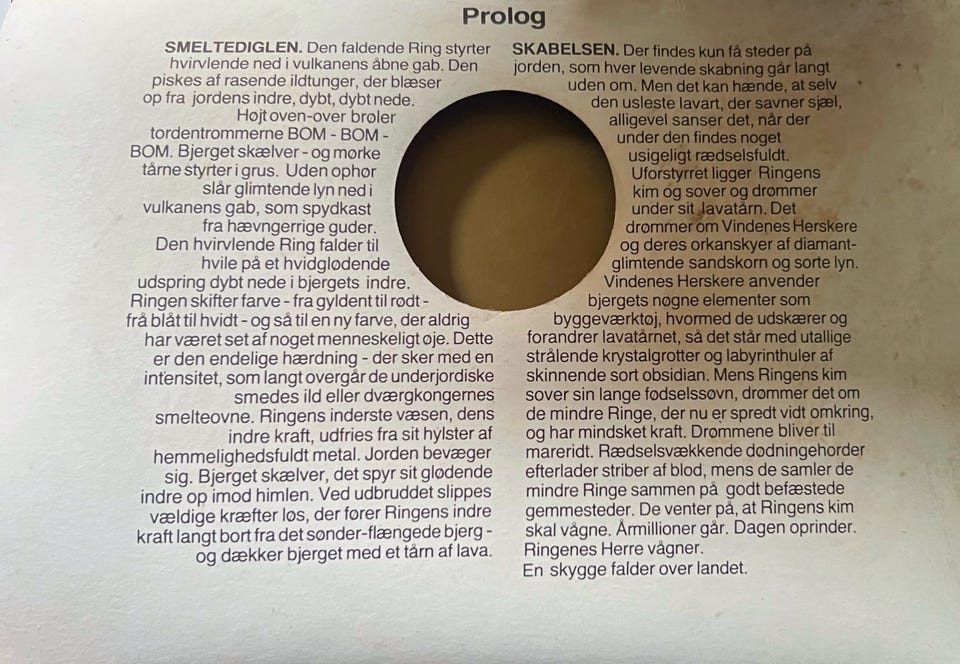 Prolog
SMELTEDIGLEN. Den faldende Ring styrter
hvirvlende ned i vulkanens åbne gab. Den
piskes af rasende ildtunger, der blæser
op fra jordens indre, dybt, dybt nede.
Højt oven-over brøler
tordentrommerne BOM - BOM -
BOM. Bjerget skælver - og mørke
tårne styrter i grus. Uden ophør
slår glimtende lyn ned i
vulkanens gab, som spydkast
fra hævngerrige guder.
Den hvirvlende Ring falder til
hvile på et hvidglødende
udspring dybt nede i bjergets indre.
Ringen skifter farve - fra gyldent til rødt -
frå blåt til hvidt - og så til en ny farve, der aldrig
har været set af noget menneskeligt øje. Dette
er den endelige hærdning - der sker med en
intensitet, som langt overgår de underjordiske
smedes ild eller dværgkongernes
smelteovne. Ringens inderste væsen, dens
indre kraft, udfries fra sit hylster af
hemmelighedsfuldt metal. Jorden bevæger
sig. Bjerget skælver, det spyr sit glødende
indre op imod himlen. Ved udbruddet slippes
vældige kræfter løs, der fører Ringens indre
kraft langt bort fra det sønder-flængede bjerg -
og dækker bjerget med et tårn af lava.
SKABELSEN. Der findes kun få steder på
jorden, som hver levende skabning går langt
uden om. Men det kan hænde, at selv
den usleste lavart, der savner sjæl,
alligevel sanser det, når der
under den findes noget
usigeligt rædselsfuldt.
Uforstyrret ligger Ringens
kim og sover og drømmer
under sit lavatårn. Det
drømmer om Vindenes Herskere
og deres orkanskyer af diamant-
glimtende sandskorn og sorte lyn.
Vindenes Herskere anvender
bjergets nøgne elementer som
byggeværktøj, hvormed de udskærer og
forandrer lavatårnet, så det står med utallige
strålende krystalgrotter og labyrinthuler af
skinnende sort obsidian. Mens Ringens kim
sover sin lange fødselssøvn, drømmer det om
de mindre Ringe, der nu er spredt vidt omkring,
og har mindsket kraft. Drømmene bliver til
mareridt. Rædselsvækkende dødningehorder
efterlader striber af blod, mens de samler de
mindre Ringe sammen på godt befæstede
gemmesteder. De venter på, at Ringens kim
skal vågne. Årmillioner går. Dagen oprinder.
Ringenes Herre vågner.
En skygge falder over landet.